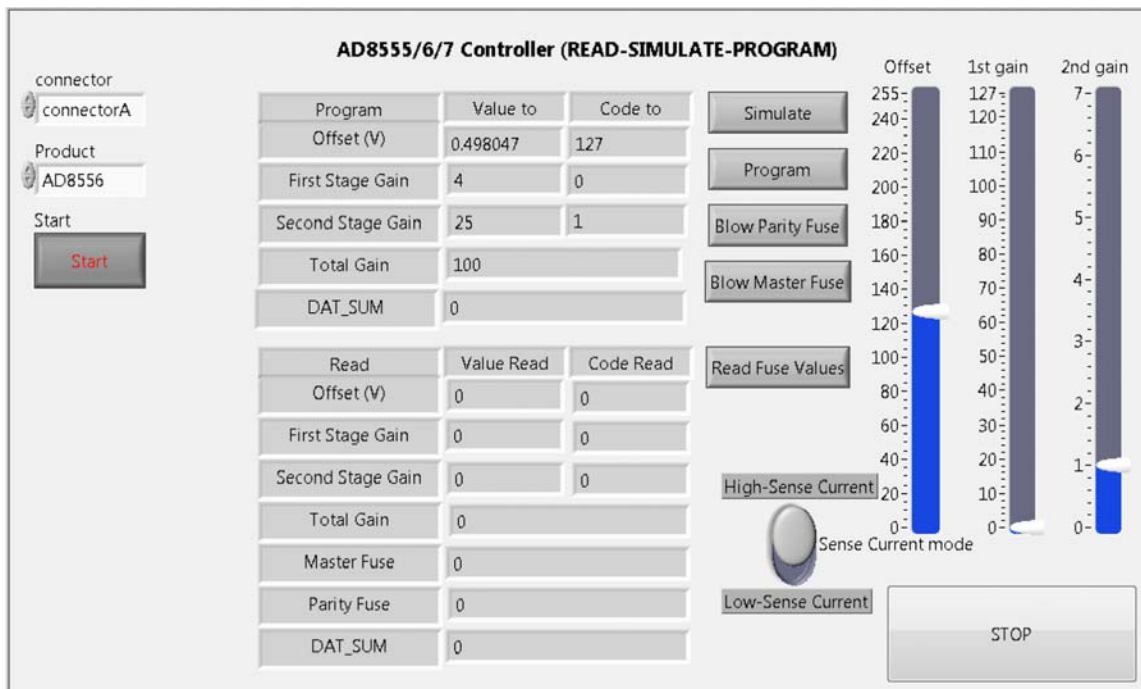 AD8555/6/7 Controller (READ-SIMULATE-PROGRAM)
connector
connectorA
Product
AD8556
Start
Start
Program Value to Code to
Offset (V) 0.498047 127
First Stage Gain 4 0
Second Stage Gain 25 1
Total Gain 100
DAT_SUM 0
Read Value Read Code Read
Offset (V) 0 0
First Stage Gain 0 0
Second Stage Gain 0 0
Total Gain 0
Master Fuse 0
Parity Fuse 0
DAT_SUM 0
Simulate
Program
Blow Parity Fuse
Blow Master Fuse
Read Fuse Values
High-Sense Current
Sense Current mode
Low-Sense Current
Offset
255
240
220
200
180
160
140
120
100
80
60
40
20
0
1st gain
127
120
110
100
90
80
70
60
50
40
30
20
10
0
2nd gain
7
6
5
4
3
2
1
0
STOP